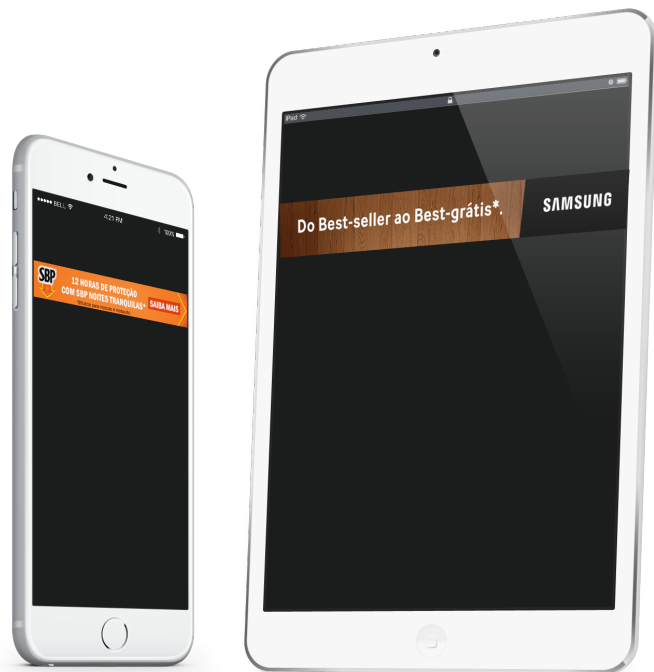 BELL
4:21 PM
100%
SBP
12 HORAS DE PROTEÇÃO
COM SBP NOITES TRANQUILAS*
SAIBA MAIS
iPad
Do Best-seller ao Best-grátis*.
SAMSUNG